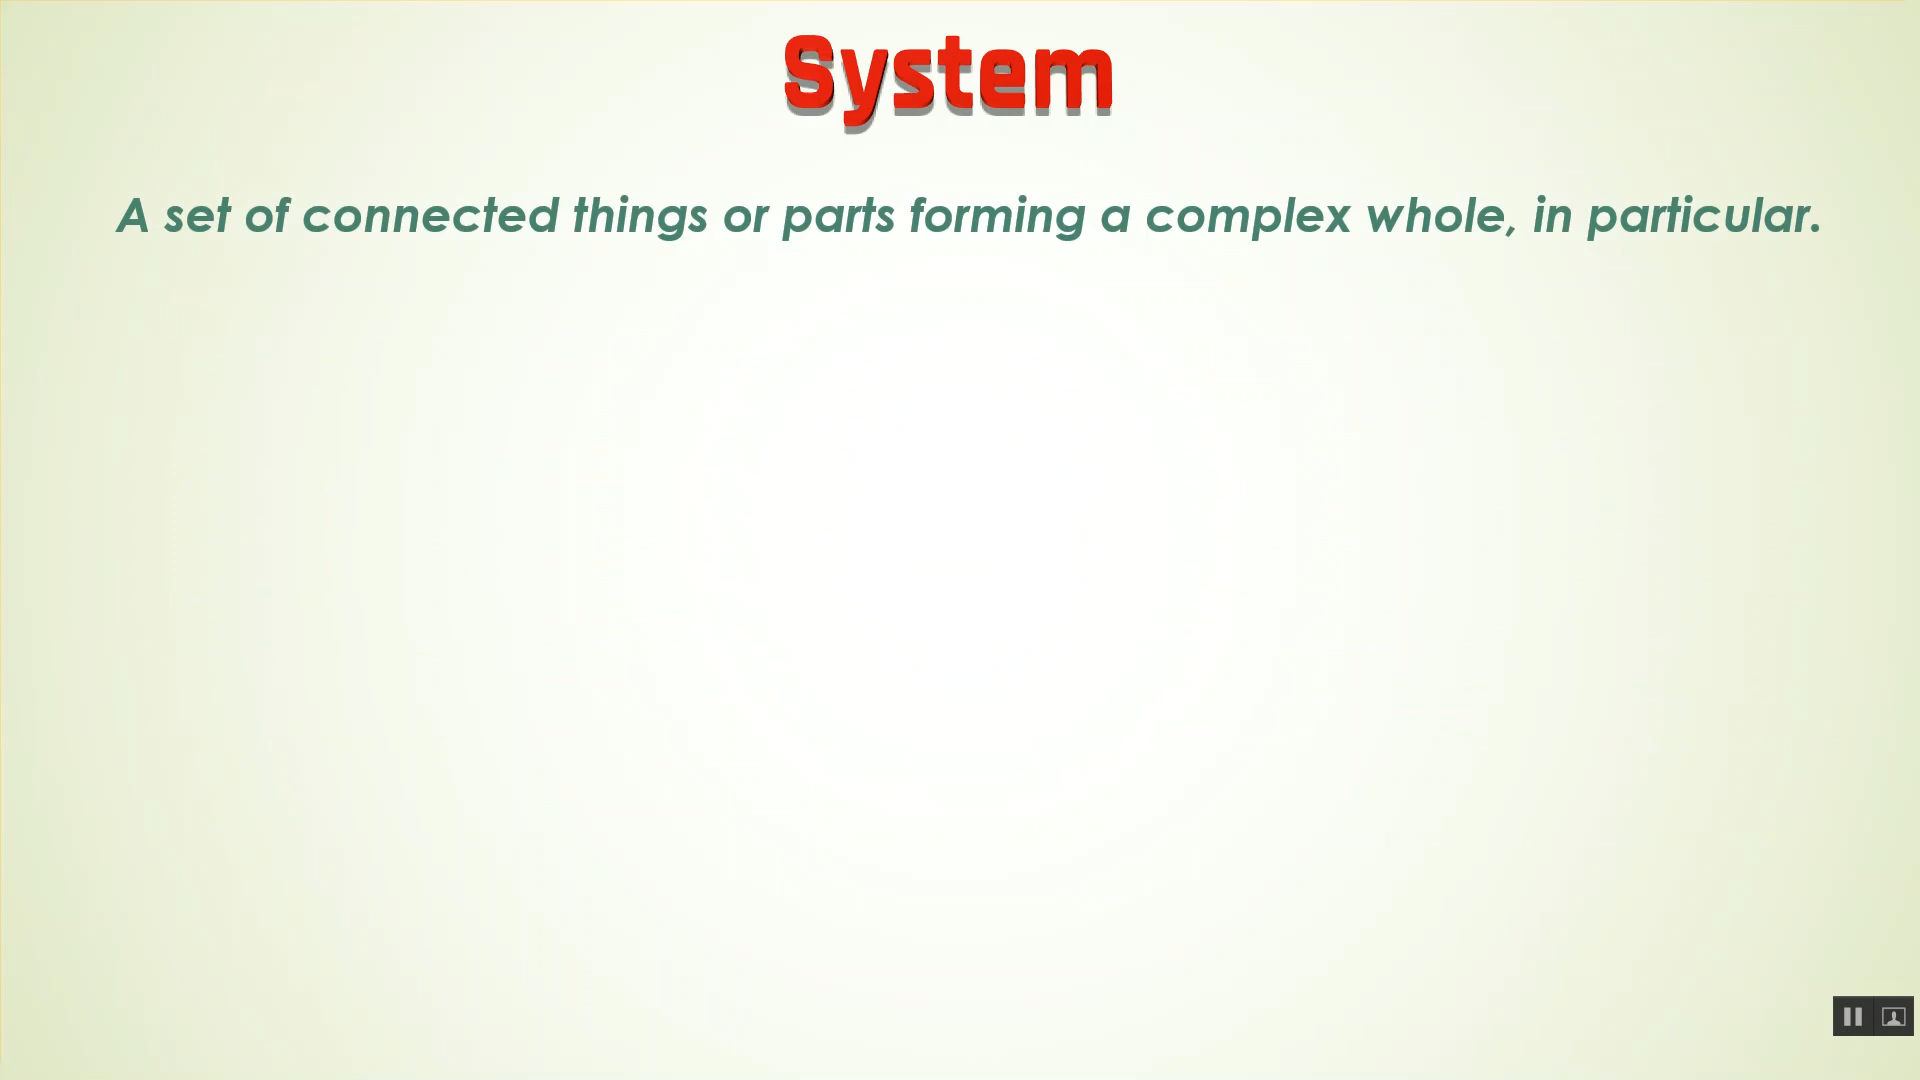 System
A set of connected things or parts forming a complex whole, in particular.